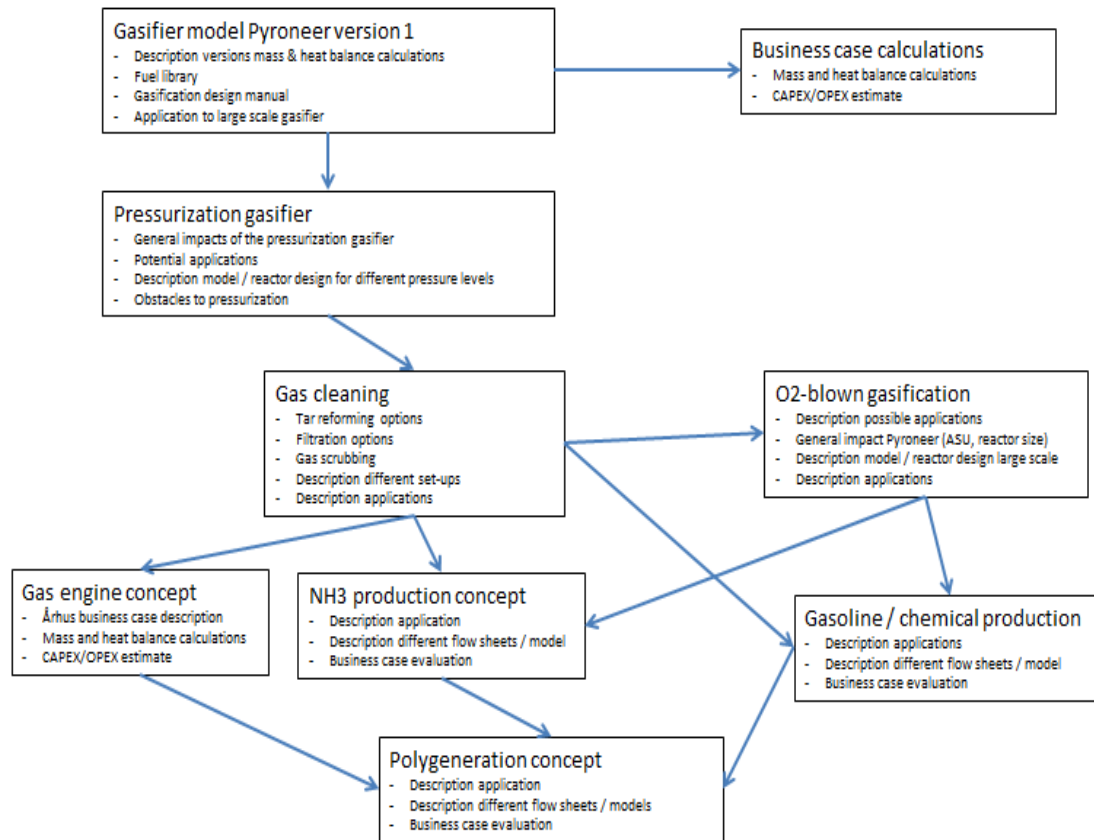 Gasifier model Pyroneer version 1
- Description versions mass & heat balance calculations
- Fuel library
- Gasification design manual
- Application to large scale gasifier
Business case calculations
- Mass and heat balance calculations
- CAPEX/OPEX estimate
Pressurization gasifier
- General impacts of the pressurization gasifier
- Potential applications
- Description model / reactor design for different pressure levels
- Obstacles to pressurization
Gas cleaning
- Tar reforming options
- Filtration options
- Gas scrubbing
- Description different set-ups
- Description applications
O2-blown gasification
- Description possible applications
- General impact Pyroneer (ASU, reactor size)
- Description model / reactor design large scale
- Description applications
Gas engine concept
- Århus business case description
- Mass and heat balance calculations
- CAPEX/OPEX estimate
NH3 production concept
- Description application
- Description different flow sheets / model
- Business case evaluation
Gasoline / chemical production
- Description applications
- Description different flow sheets / model
- Business case evaluation
Polygeneration concept
- Description application
- Description different flow sheets / models
- Business case evaluation